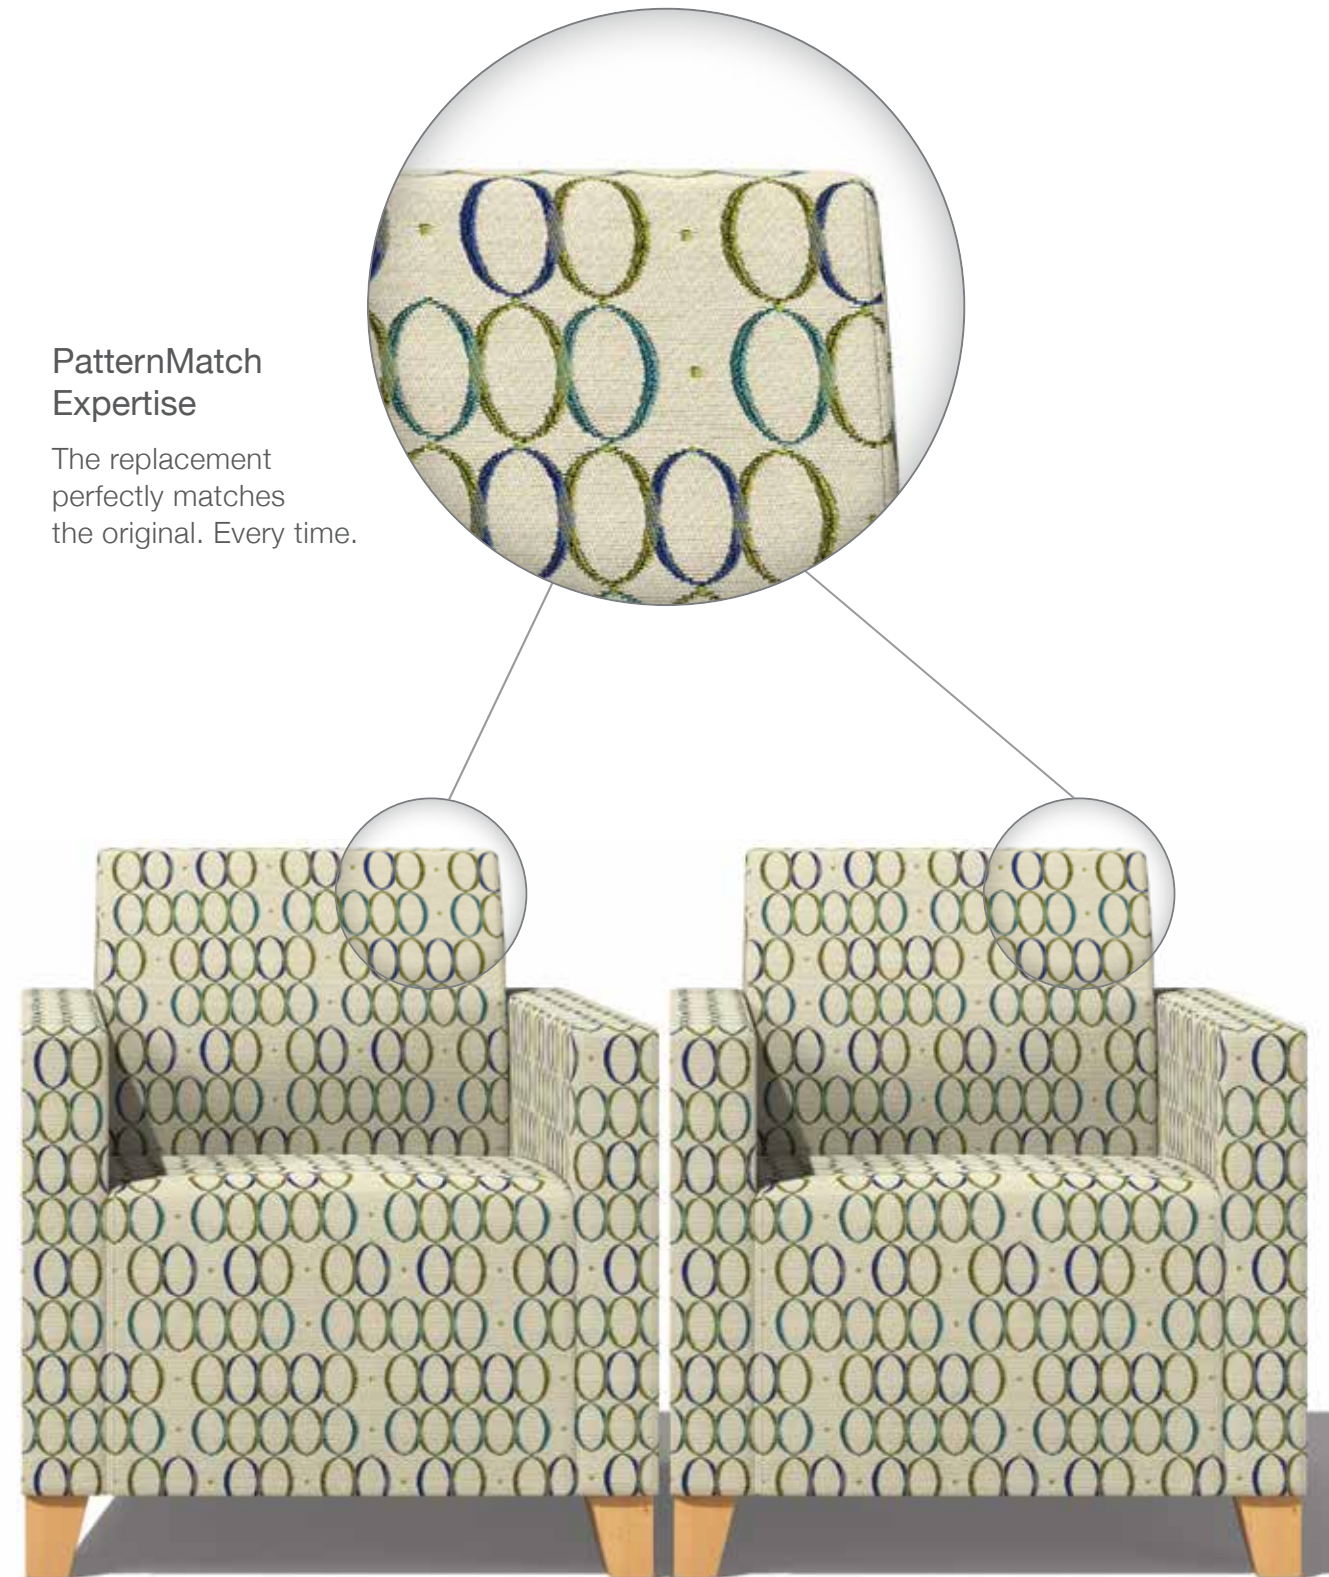 PatternMatch
Expertise
The replacement
perfectly matches
the original. Every time.